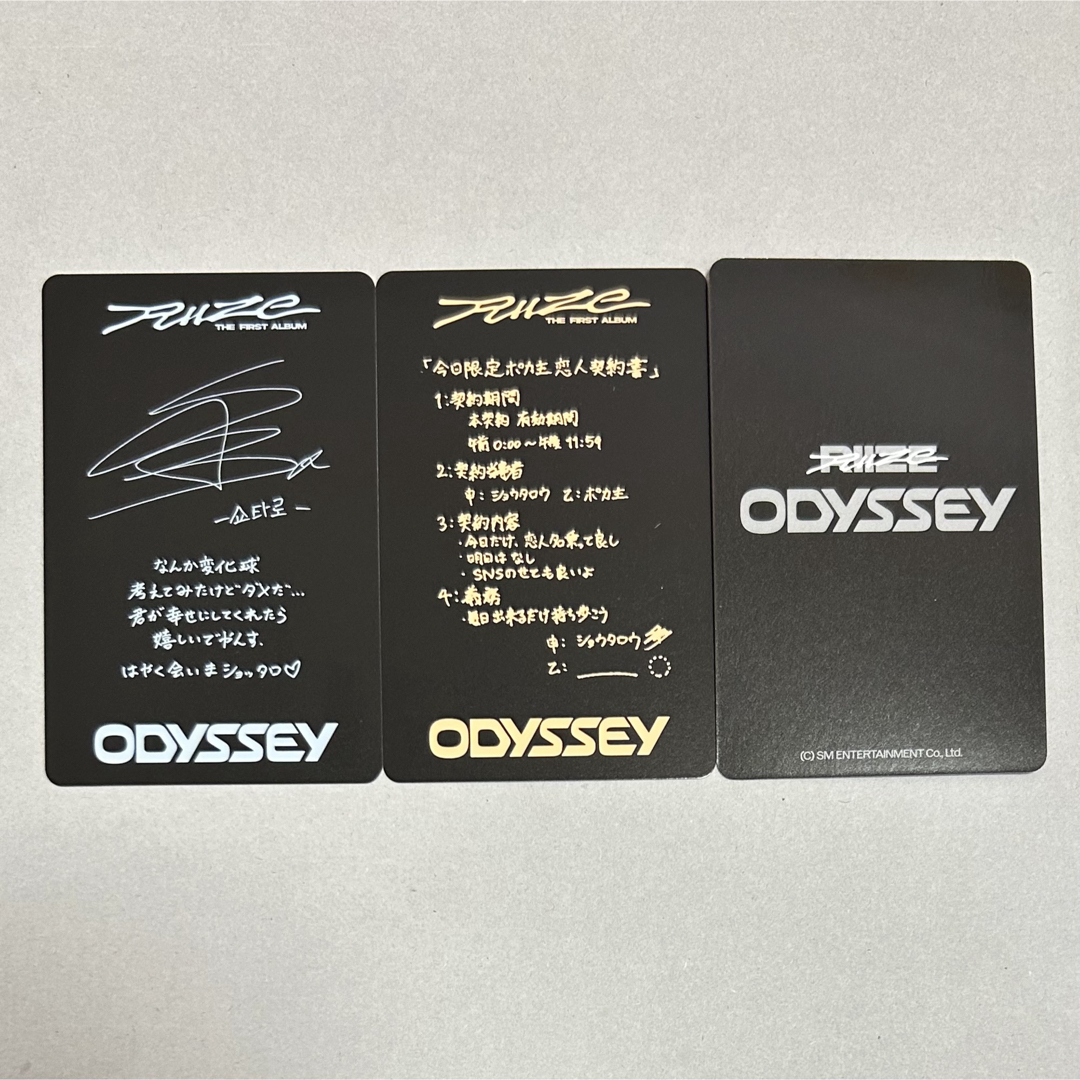 RIIZE
THE FIRST ALBUM
-쇼타로-
なんか変化球
考えてみたけどダメだ…
君が幸せにしてくれたら
嬉しいでやんす.
はやく会いまショッタロ♡
ODYSSEY
RIIZE
THE FIRST ALBUM
「今日限定ポカ主恋人契約書」
1:契約期間
本契約 有効期間
午前0:00〜午後11:59
2:契約当事者
申: ショウタロウ 乙:ポカ主
3:契約内容
・今日だけ、恋人名乗って良し
・明日はなし
・SNSのせても良いよ
4:義務
・毎日出来るだけ持ち歩こう
申: ショウタロウ
乙:
ODYSSEY
RIIZE
ODYSSEY
(C) SM ENTERTAINMENT Co., Ltd.